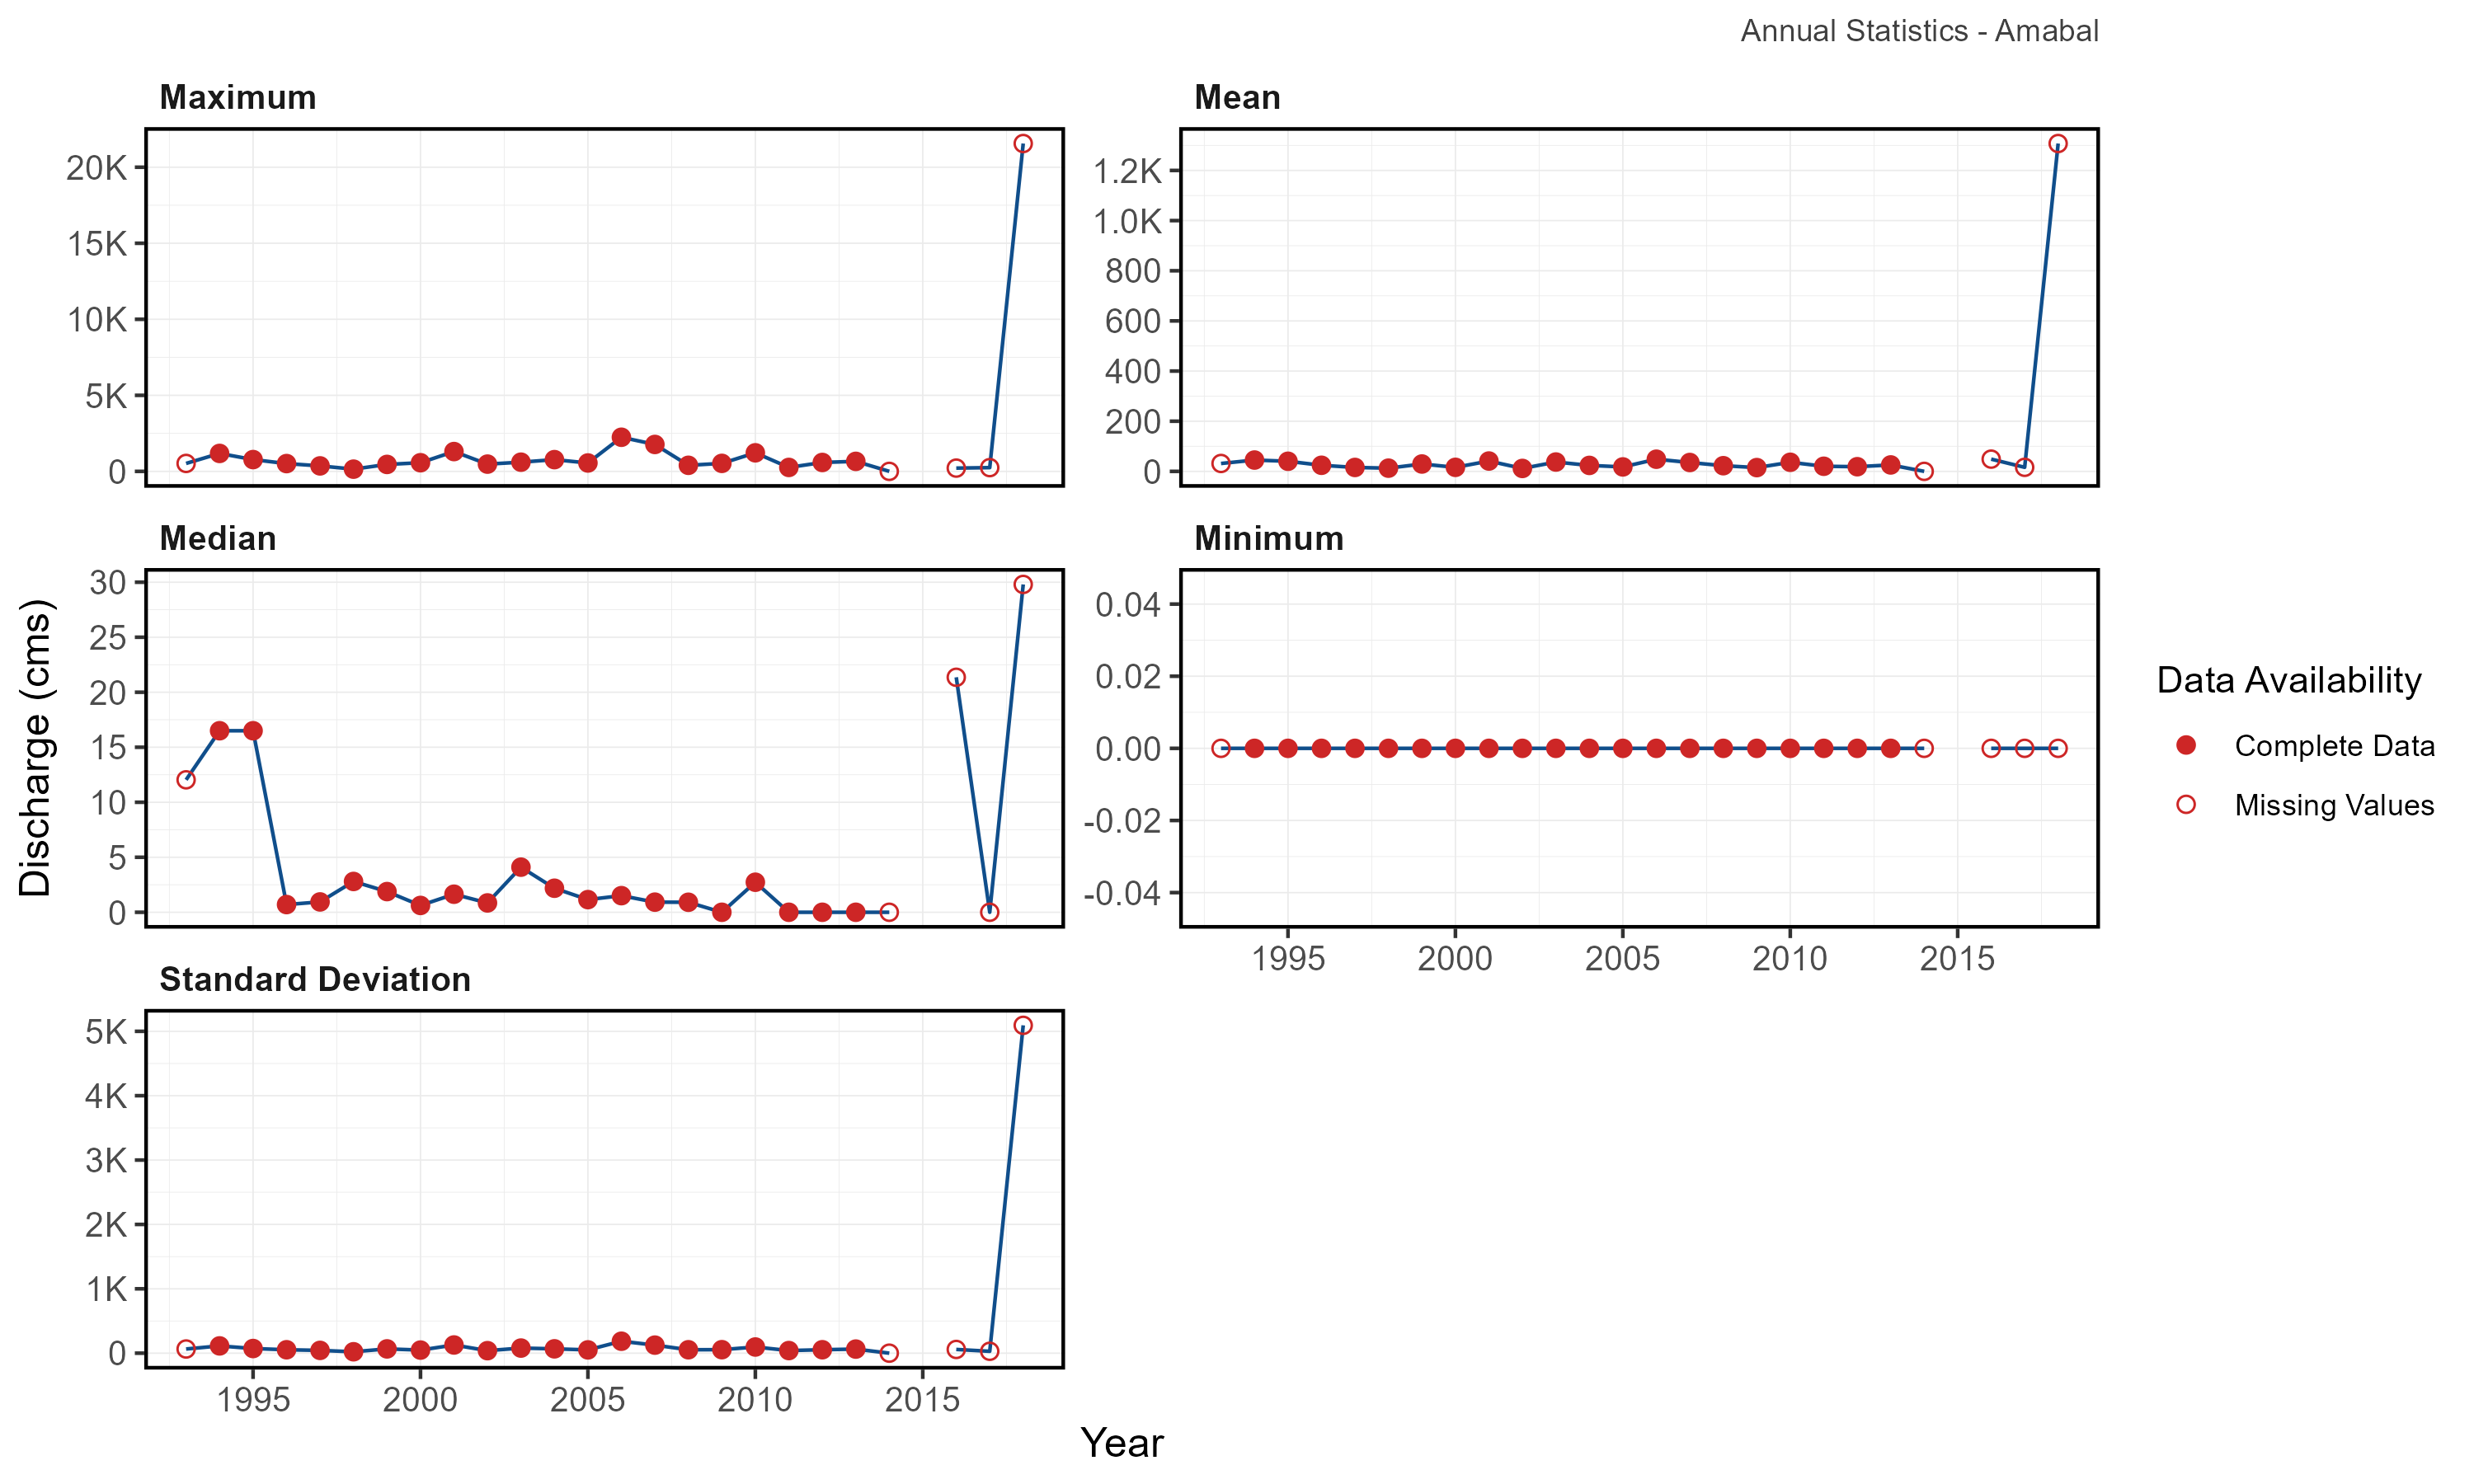 Annual Statistics - Amabal
Maximum
20K
15K
10K
5K
0
Mean
1.2K
1.0K
800
600
400
200
0
Median
30
25
20
15
10
5
0
Minimum
0.04
0.02
0.00
-0.02
-0.04
1995 2000 2005 2010 2015
Standard Deviation
5K
4K
3K
2K
1K
0
1995 2000 2005 2010 2015
Discharge (cms)
Year
Data Availability
Complete Data
Missing Values